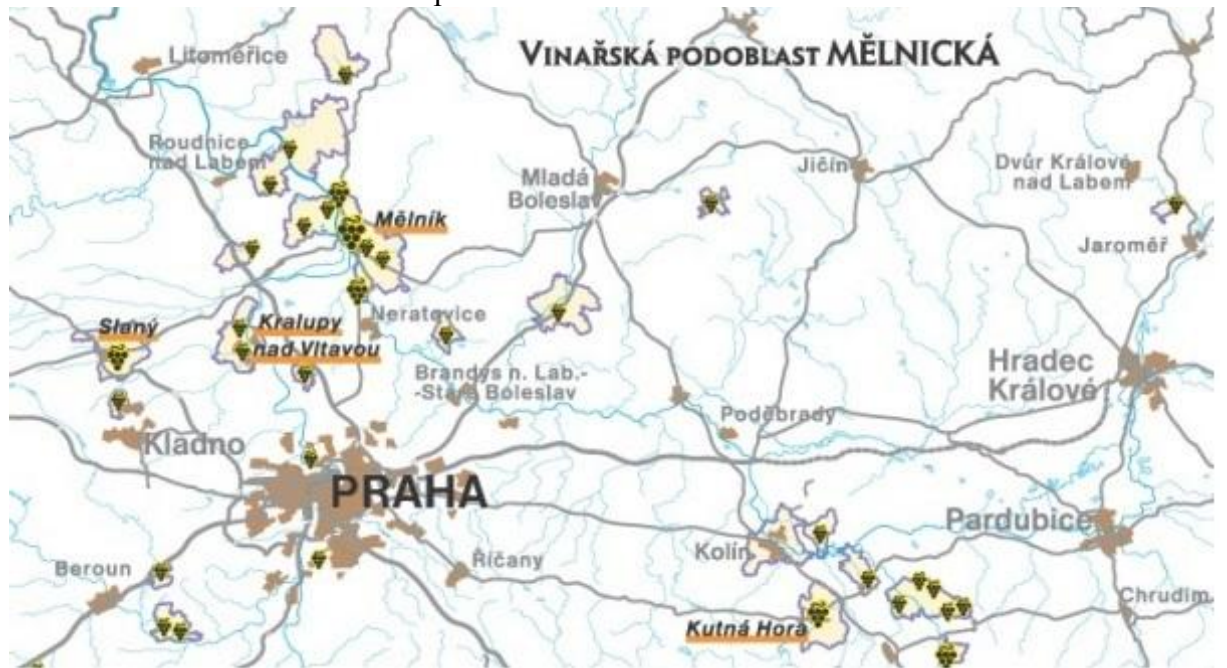 VINAŘSKÁ PODOBLAST MĚLNICKÁ
Litoměřice
Roudnice
nad Labem
Mladá
Boleslav
Jičín
Dvůr Králové
nad Labem
Mělník
Jaroměř
Slaný
Kralupy
nad Vltavou
Neratovice
Brandýs n. Lab.-
-Stará Boleslav
Hradec
Králové
Poděbrady
Kladno
PRAHA
Pardubice
Kolín
Beroun
Říčany
Chrudim
Kutná Hora